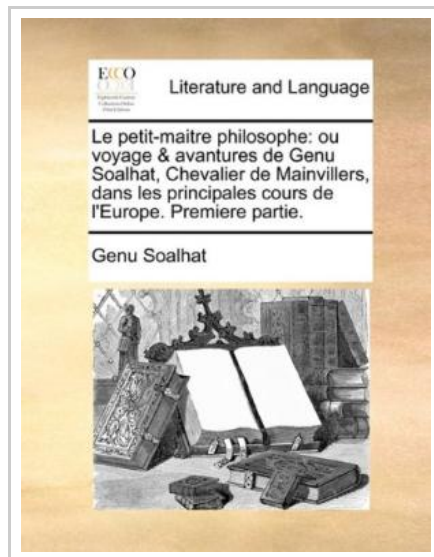 ECCO
Literature and Language
Le petit-maitre philosophe: ou
voyage & avantures de Genu
Soalhat, Chevalier de Mainvillers,
dans les principales cours de
l'Europe. Premiere partie.
Genu Soalhat